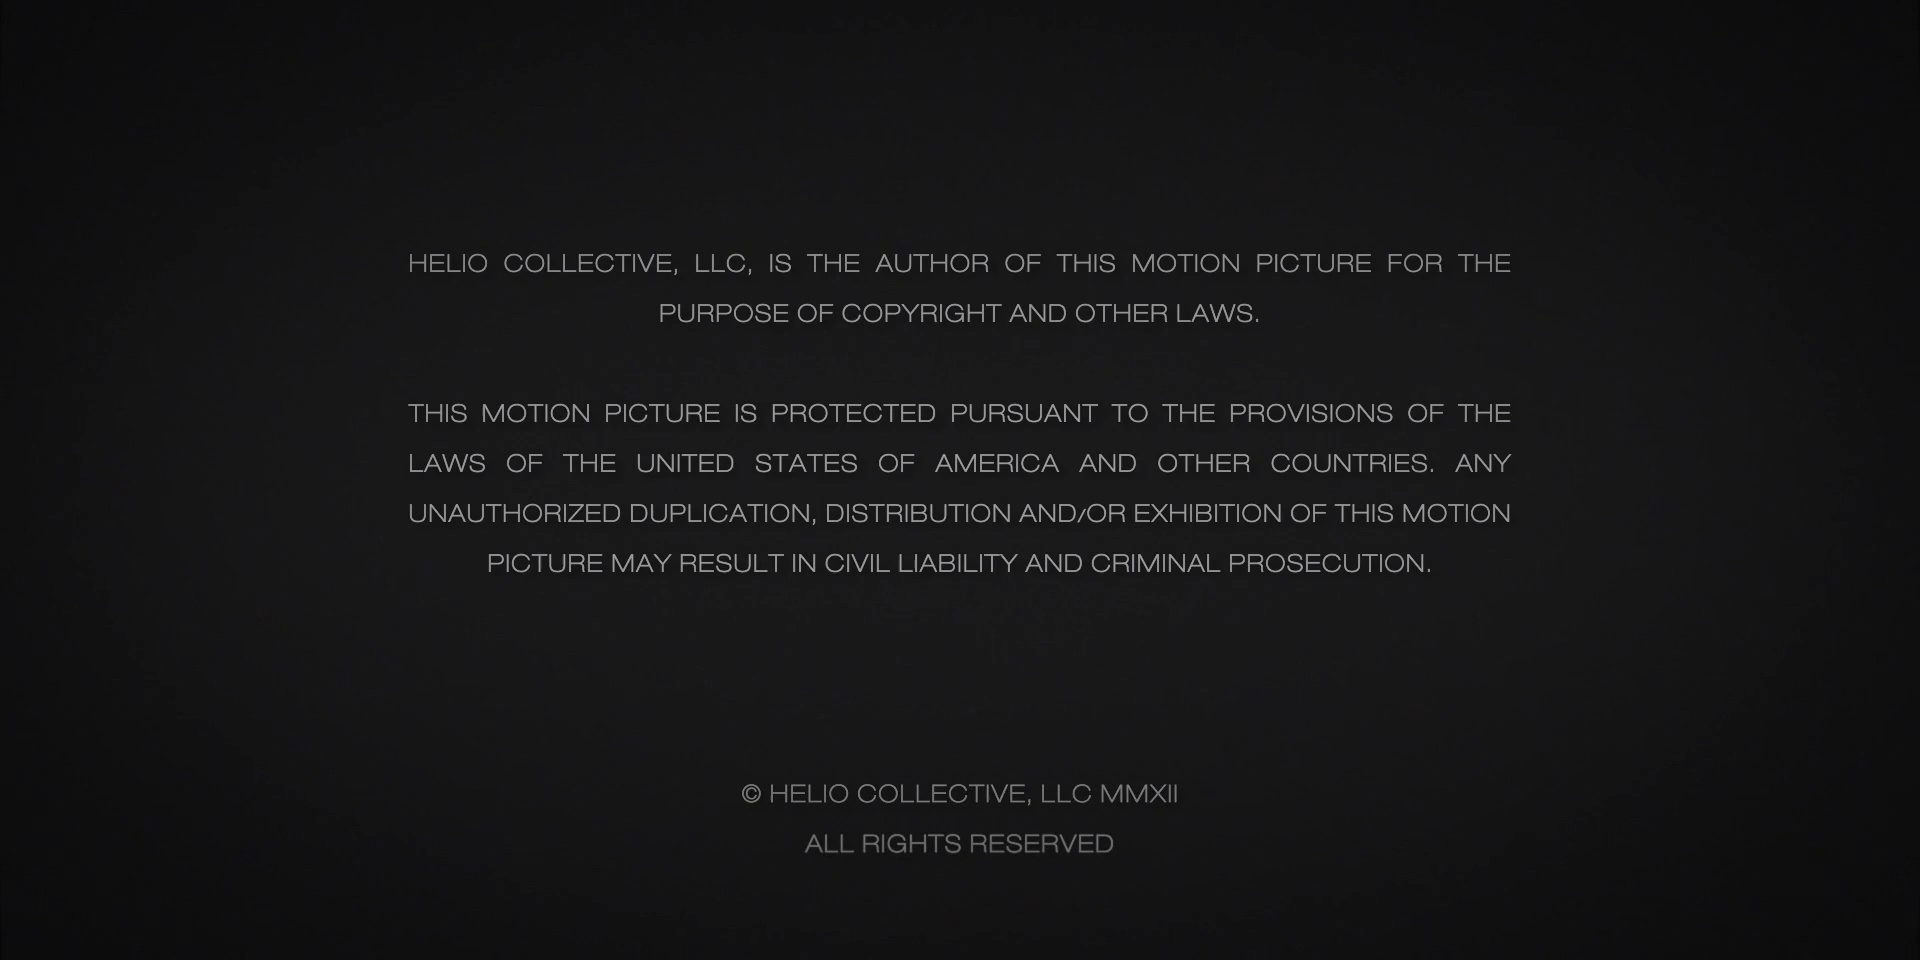 HELIO COLLECTIVE, LLC, IS THE AUTHOR OF THIS MOTION PICTURE FOR THE
PURPOSE OF COPYRIGHT AND OTHER LAWS.
THIS MOTION PICTURE IS PROTECTED PURSUANT TO THE PROVISIONS OF THE
LAWS OF THE UNITED STATES OF AMERICA AND OTHER COUNTRIES. ANY
UNAUTHORIZED DUPLICATION, DISTRIBUTION AND/OR EXHIBITION OF THIS MOTION
PICTURE MAY RESULT IN CIVIL LIABILITY AND CRIMINAL PROSECUTION.
© HELIO COLLECTIVE, LLC MMXII
ALL RIGHTS RESERVED